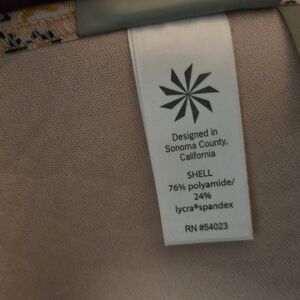 Designed in
Sonoma County,
California
SHELL
76% polyamide/
24%
lycra®spandex
RN #54023